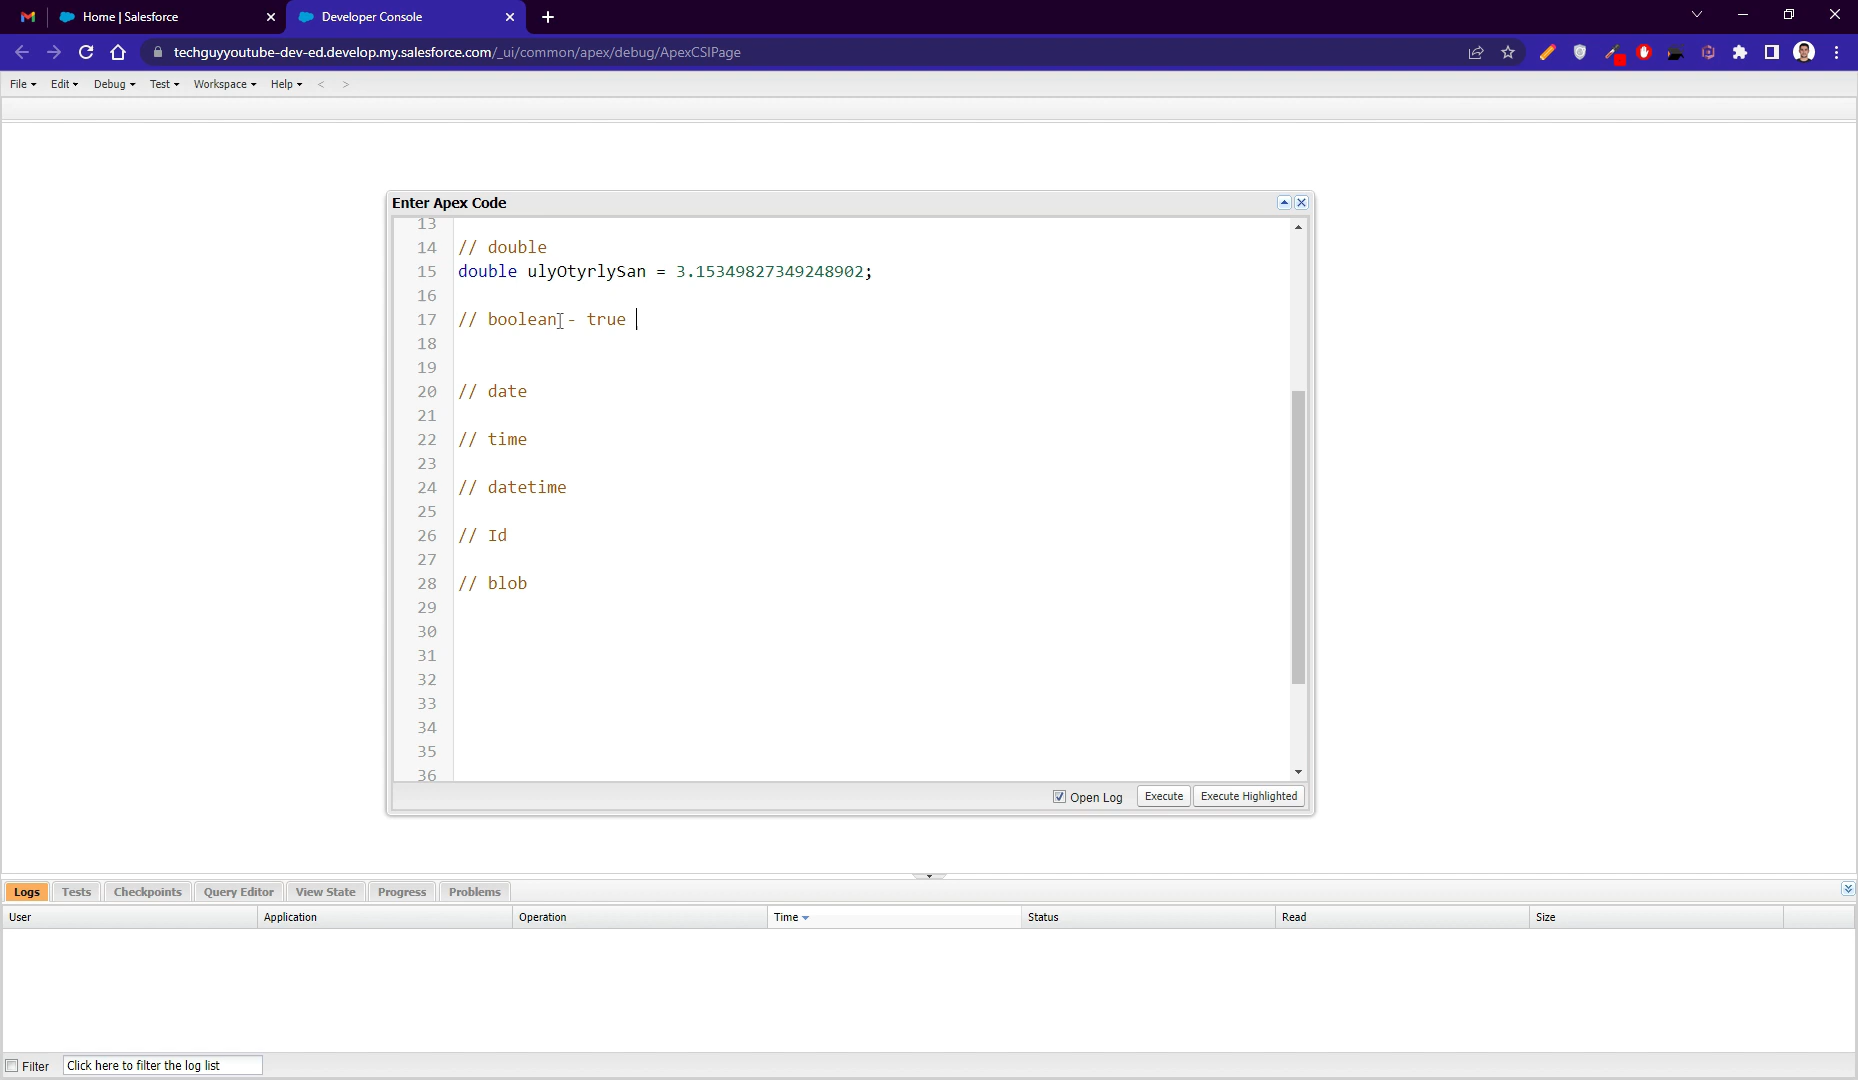 Home | Salesforce
Developer Console
techguyyoutube-dev-ed.develop.my.salesforce.com/_ui/common/apex/debug/ApexCSIPage
File Edit Debug Test Workspace Help < >
Enter Apex Code
13
14 // double
15 double ulyOtyrlySan = 3.15349827349248902;
16
17 // boolean - true
18
19
20 // date
21
22 // time
23
24 // datetime
25
26 // Id
27
28 // blob
29
30
31
32
33
34
35
36
Open Log Execute Execute Highlighted
Logs Tests Checkpoints Query Editor View State Progress Problems
User Application Operation Time Status Read Size
Filter Click here to filter the log list